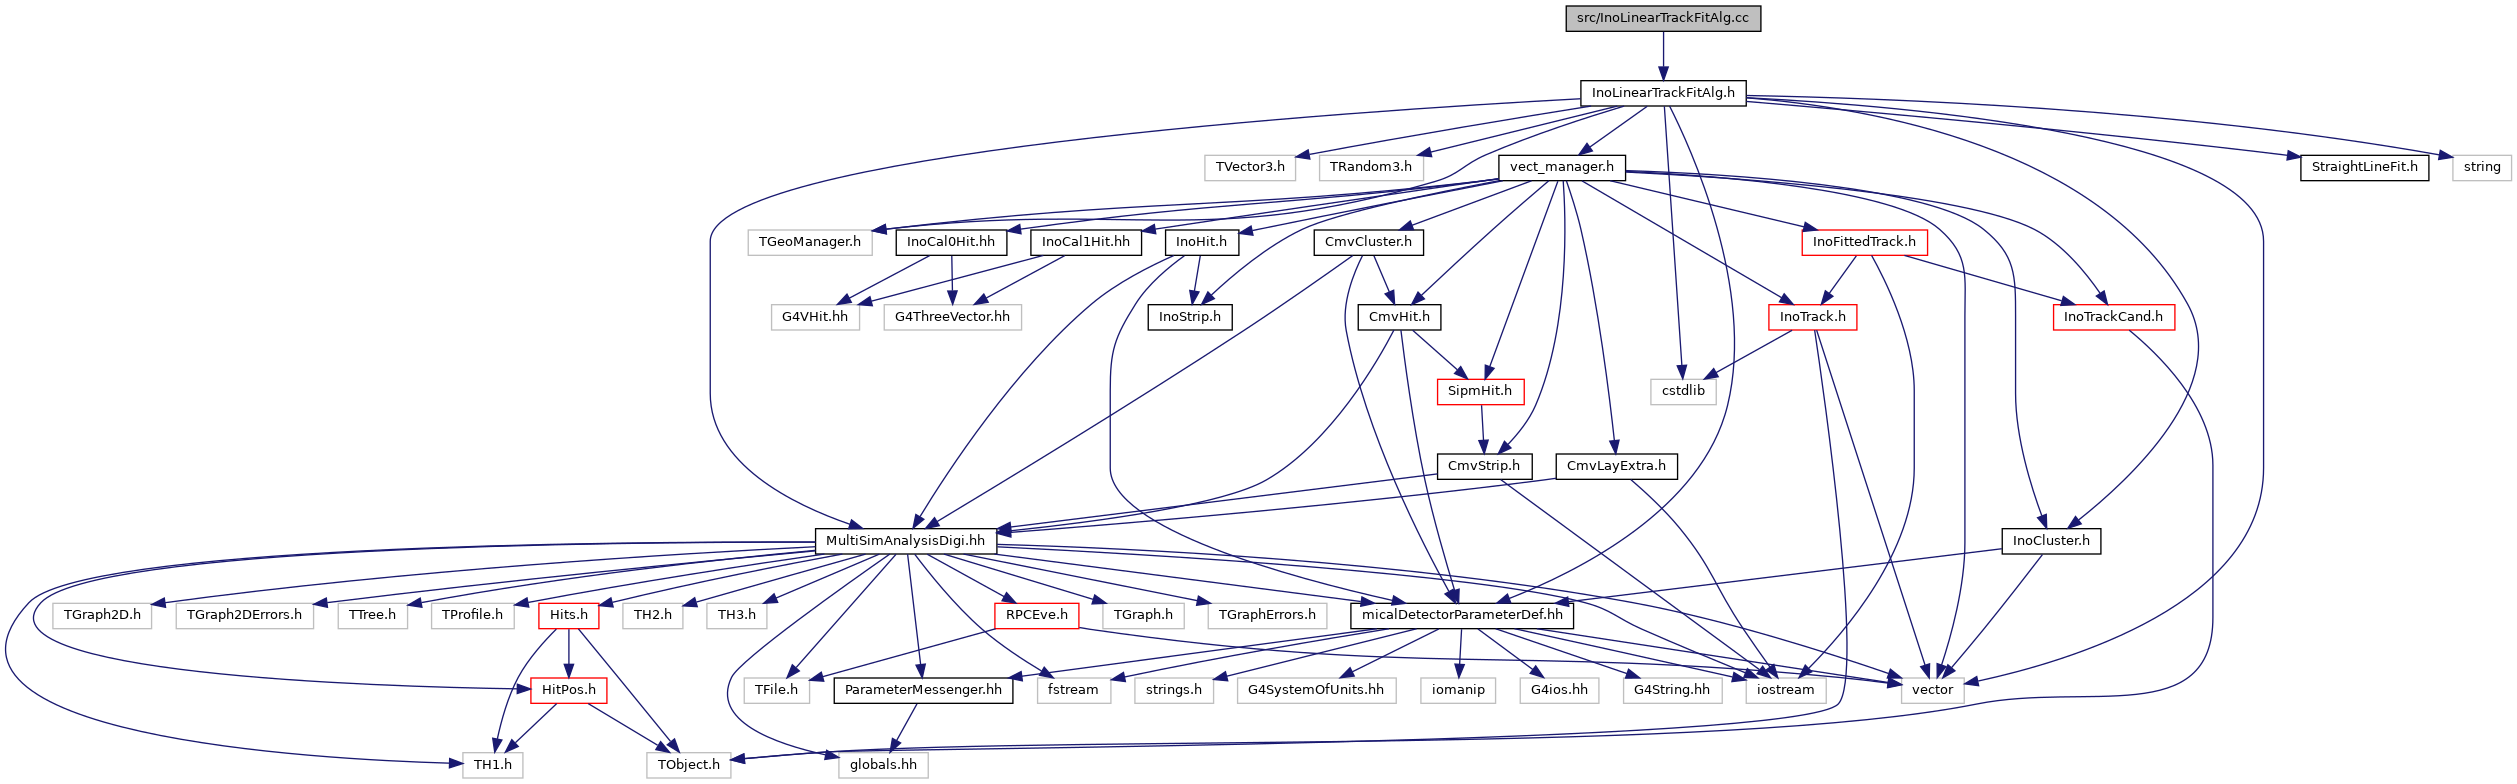 src/InoLinearTrackFitAlg.cc
InoLinearTrackFitAlg.h
TVector3.h
TRandom3.h
vect_manager.h
StraightLineFit.h
string
TGeoManager.h
InoCal0Hit.hh
InoCal1Hit.hh
InoHit.h
CmvCluster.h
InoFittedTrack.h
G4VHit.hh
G4ThreeVector.hh
InoStrip.h
CmvHit.h
InoTrack.h
InoTrackCand.h
SipmHit.h
cstdlib
CmvStrip.h
CmvLayExtra.h
MultiSimAnalysisDigi.hh
InoCluster.h
TGraph2D.h
TGraph2DErrors.h
TTree.h
TProfile.h
Hits.h
TH2.h
TH3.h
RPCEve.h
TGraph.h
TGraphErrors.h
micalDetectorParameterDef.hh
HitPos.h
TFile.h
ParameterMessenger.hh
fstream
strings.h
G4SystemOfUnits.hh
iomanip
G4ios.hh
G4String.hh
iostream
vector
TH1.h
TObject.h
globals.hh